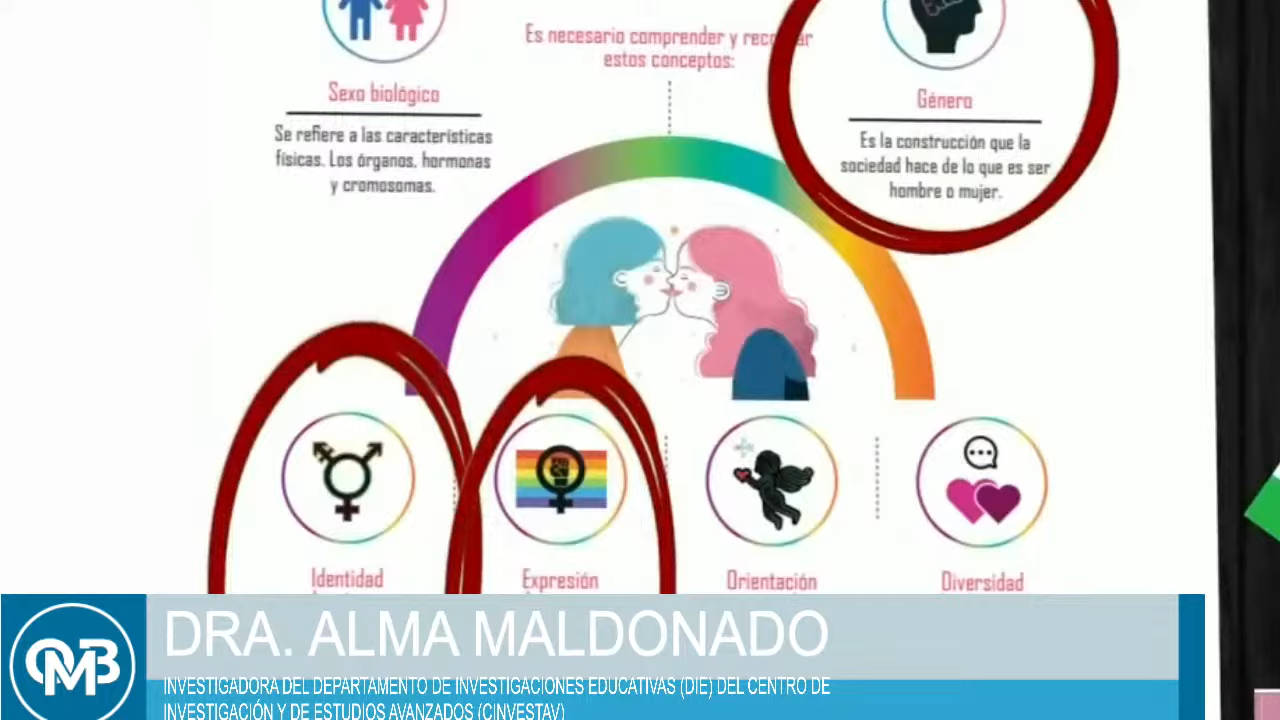 Es necesario comprender y recordar
estos conceptos:
Sexo biológico
Se refiere a las características
físicas. Los órganos, hormonas
y cromosomas.
Género
Es la construcción que la
sociedad hace de lo que es ser
hombre o mujer.
Identidad
Expresión
Orientación
Diversidad
CMB
DRA. ALMA MALDONADO
INVESTIGADORA DEL DEPARTAMENTO DE INVESTIGACIONES EDUCATIVAS (DIE) DEL CENTRO DE
INVESTIGACIÓN Y DE ESTUDIOS AVANZADOS (CINVESTAV)